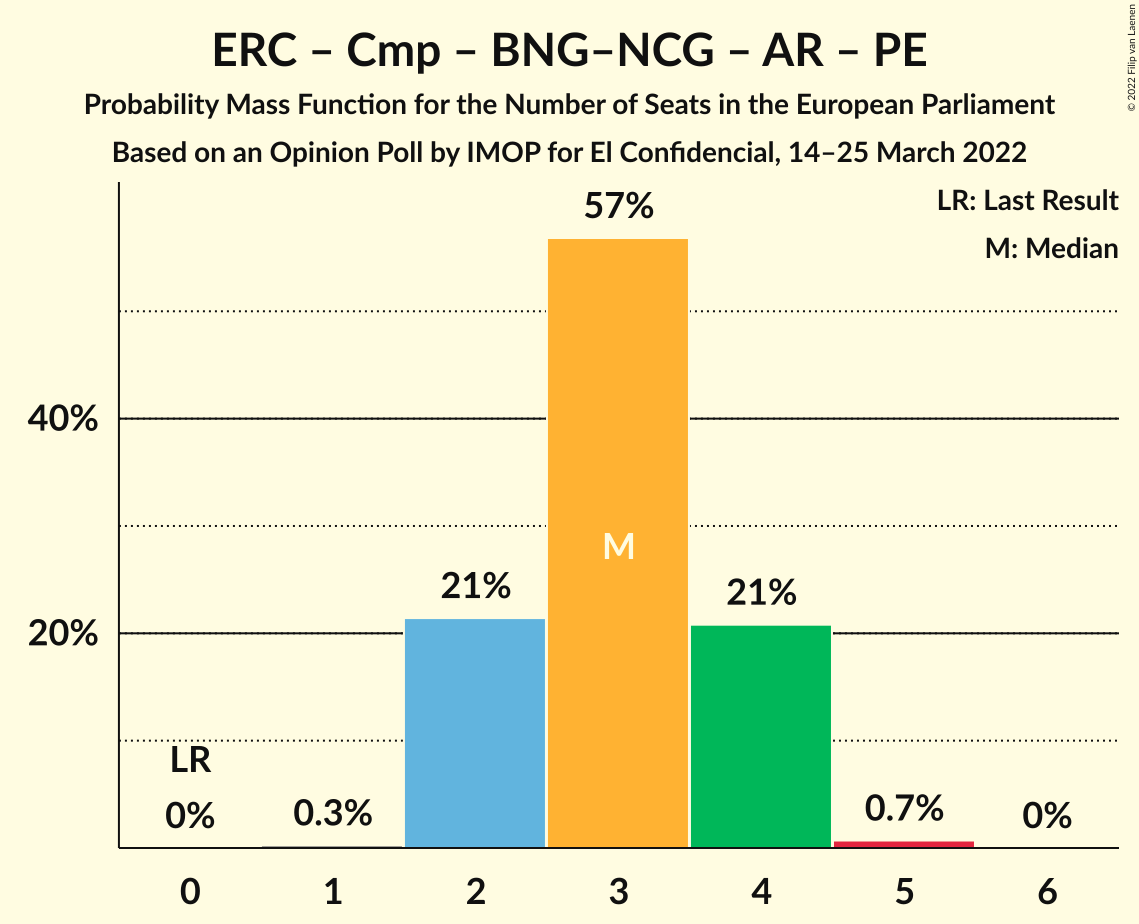 ERC – Cmp – BNG–NCG – AR – PE
Probability Mass Function for the Number of Seats in the European Parliament
Based on an Opinion Poll by IMOP for El Confidencial, 14–25 March 2022
© 2022 Filip van Laenen
LR: Last Result
M: Median
57%
40%
M
21%
21%
20%
LR
0%
0.3%
0.7%
0%
0 1 2 3 4 5 6